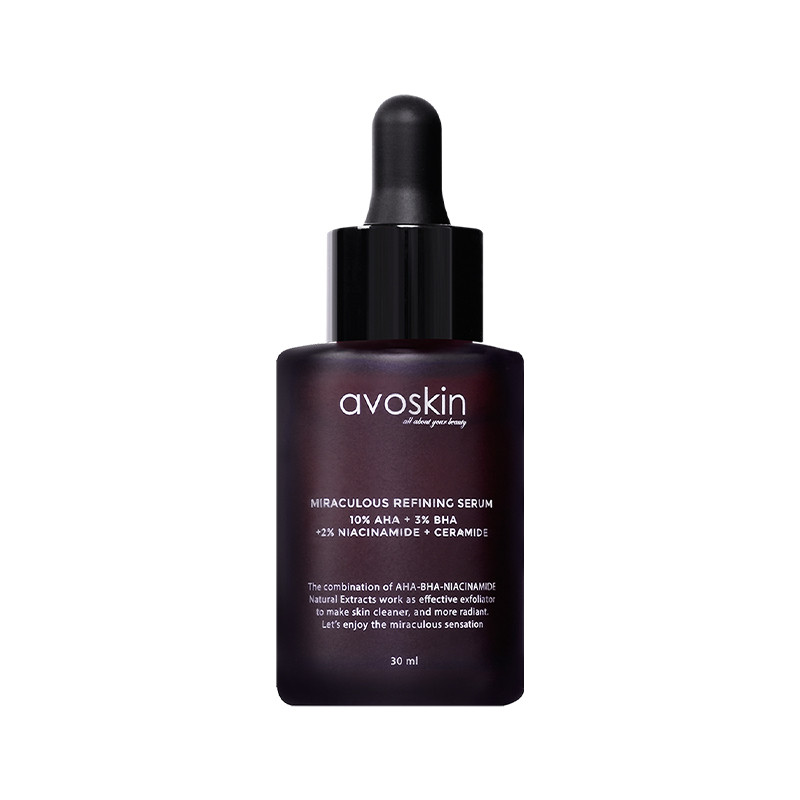 avoskin
all about your beauty
MIRACULOUS REFINING SERUM
10% AHA + 3% BHA
+2% NIACINAMIDE + CERAMIDE
The combination of AHA-BHA-NIACINAMIDE
Natural Extracts work as effective exfoliator
to make skin cleaner, and more radiant.
Let's enjoy the miraculous sensation
30 ml